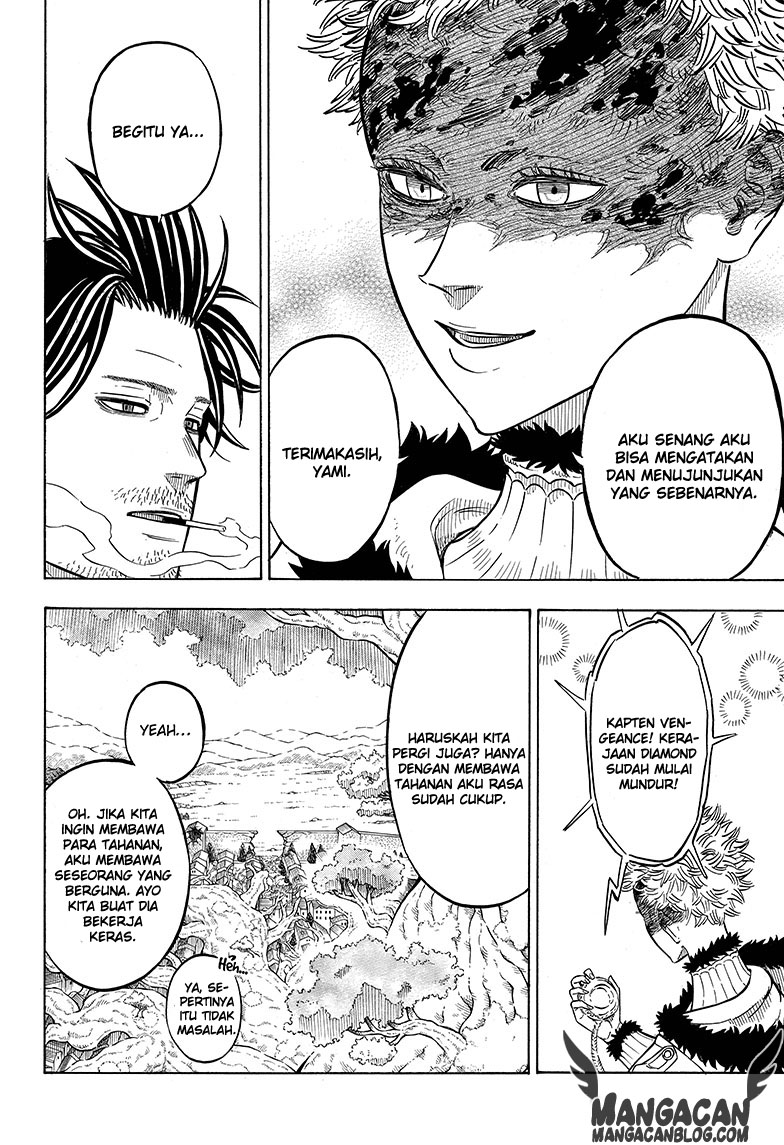 AKU SENANG AKU
BISA MENGATAKAN
DAN MENUJUNJUKAN
YANG SEBENARNYA.
TERIMAKASIH,
YAMI.
BEGITU YA...
KAPTEN VEN-
GEANCE! KERA-
JAAN DIAMOND
SUDAH MULAI
MUNDUR!
HARUSKAH KITA
PERGI JUGA? HANYA
DENGAN MEMBAWA
TAHANAN AKU RASA
SUDAH CUKUP.
YEAH...
OH. JIKA KITA
INGIN MEMBAWA
PARA TAHANAN,
AKU MEMBAWA
SESEORANG YANG
BERGUNA. AYO
KITA BUAT DIA
BEKERJA
KERAS.
Heh...
?
YA, SE-
PERTINYA
ITU TIDAK
MASALAH.
MANGACAN
MANGACANBLOG.COM